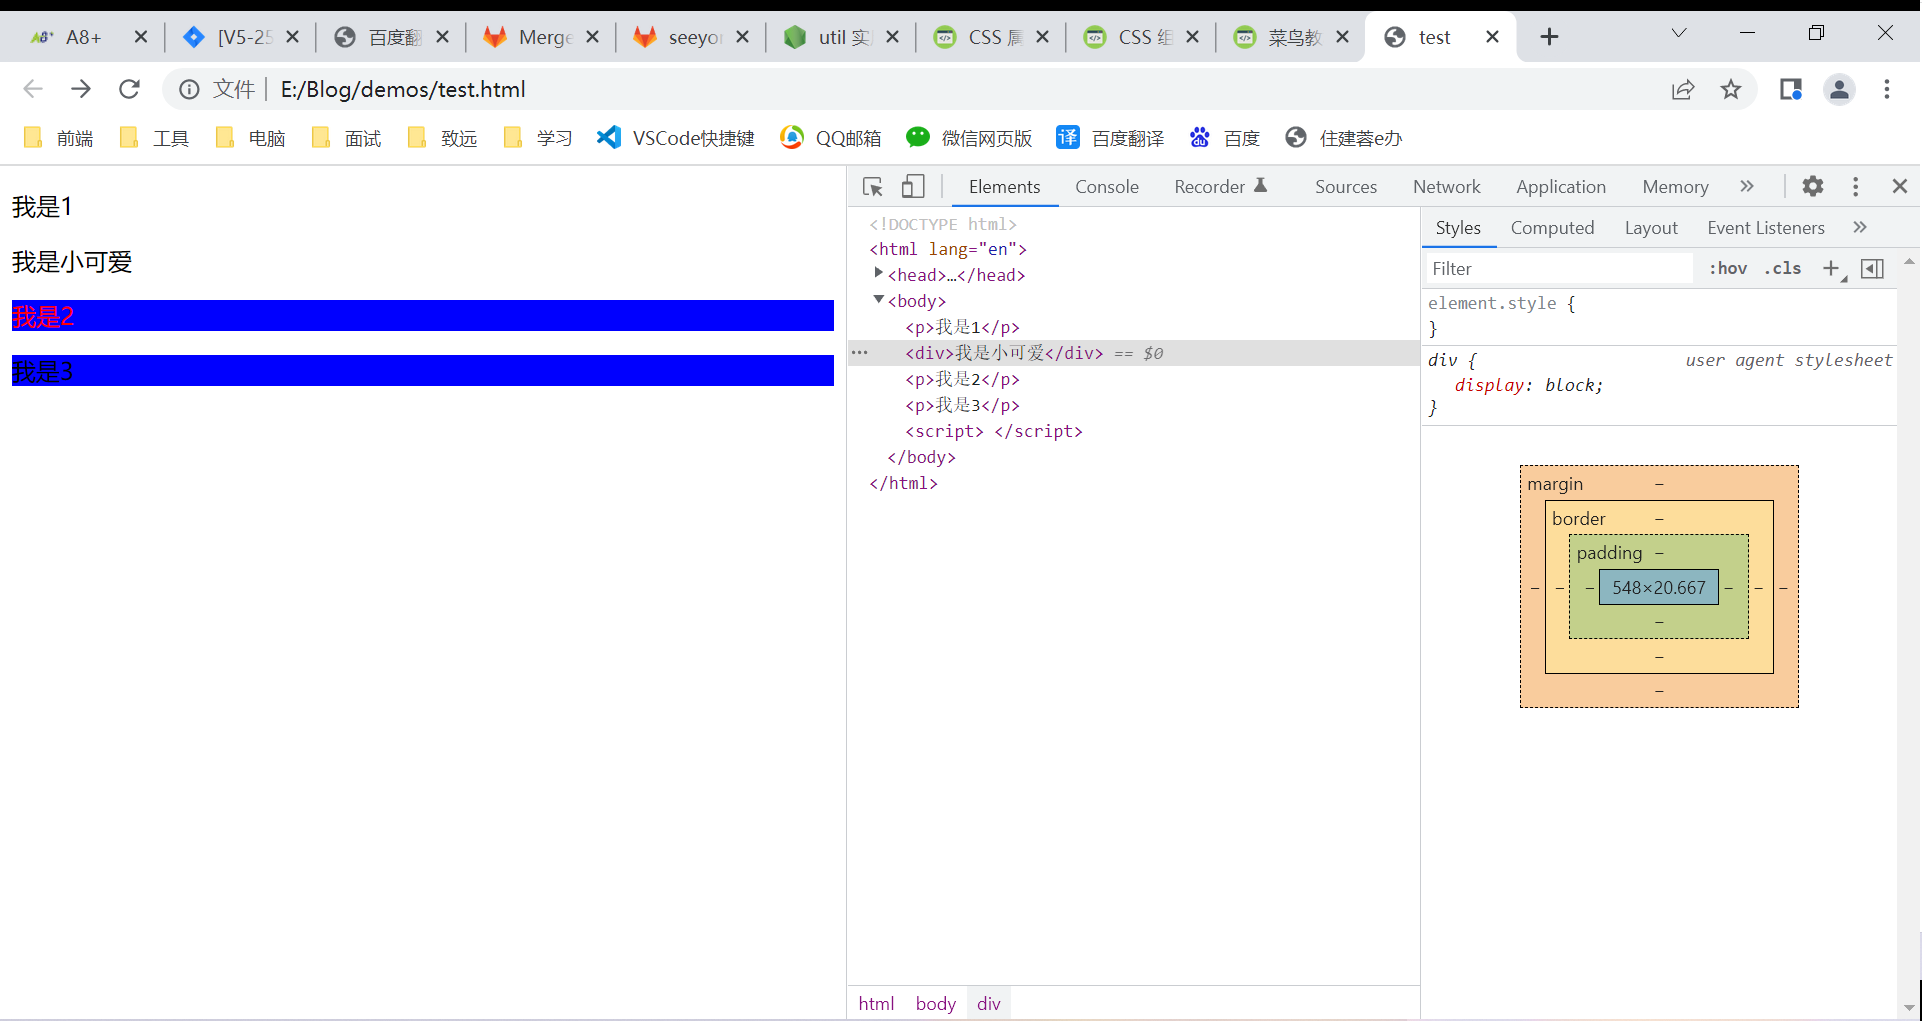 A8+ [V5-25 百度翻 Merge seeyo util 实 CSS CSS 组 菜鸟教 test
文件 E:/Blog/demos/test.html
前端 工具 电脑 面试 致远 学习 VSCode快捷键 QQ邮箱 微信网页版 译 百度翻译 du 百度 住建蓉e办
Elements Console Recorder Sources Network Application Memory »
Styles Computed Layout Event Listeners »
Filter :hov .cls +
我是1
我是小可爱
我是2
我是3
<!DOCTYPE html>
<html lang="en">
<head>…</head>
<body>
<p>我是1</p>
<div>我是小可爱</div> == $0
<p>我是2</p>
<p>我是3</p>
<script> </script>
</body>
</html>
html body div
element.style {
}
div { user agent stylesheet
display: block;
}
margin –
border –
padding –
– – – 548×20.667 – – –
–
–
–